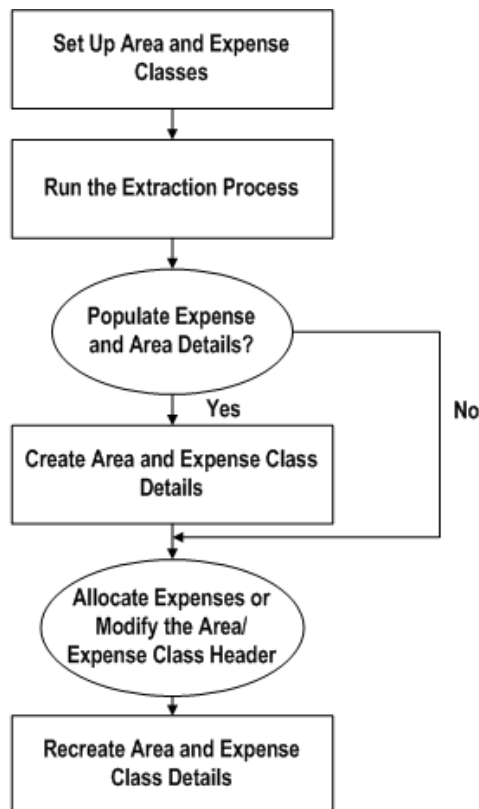 Set Up Area and Expense
Classes
Run the Extraction Process
Populate Expense
and Area Details?
Yes
No
Create Area and Expense Class
Details
Allocate Expenses or
Modify the Area/
Expense Class Header
Recreate Area and Expense
Class Details